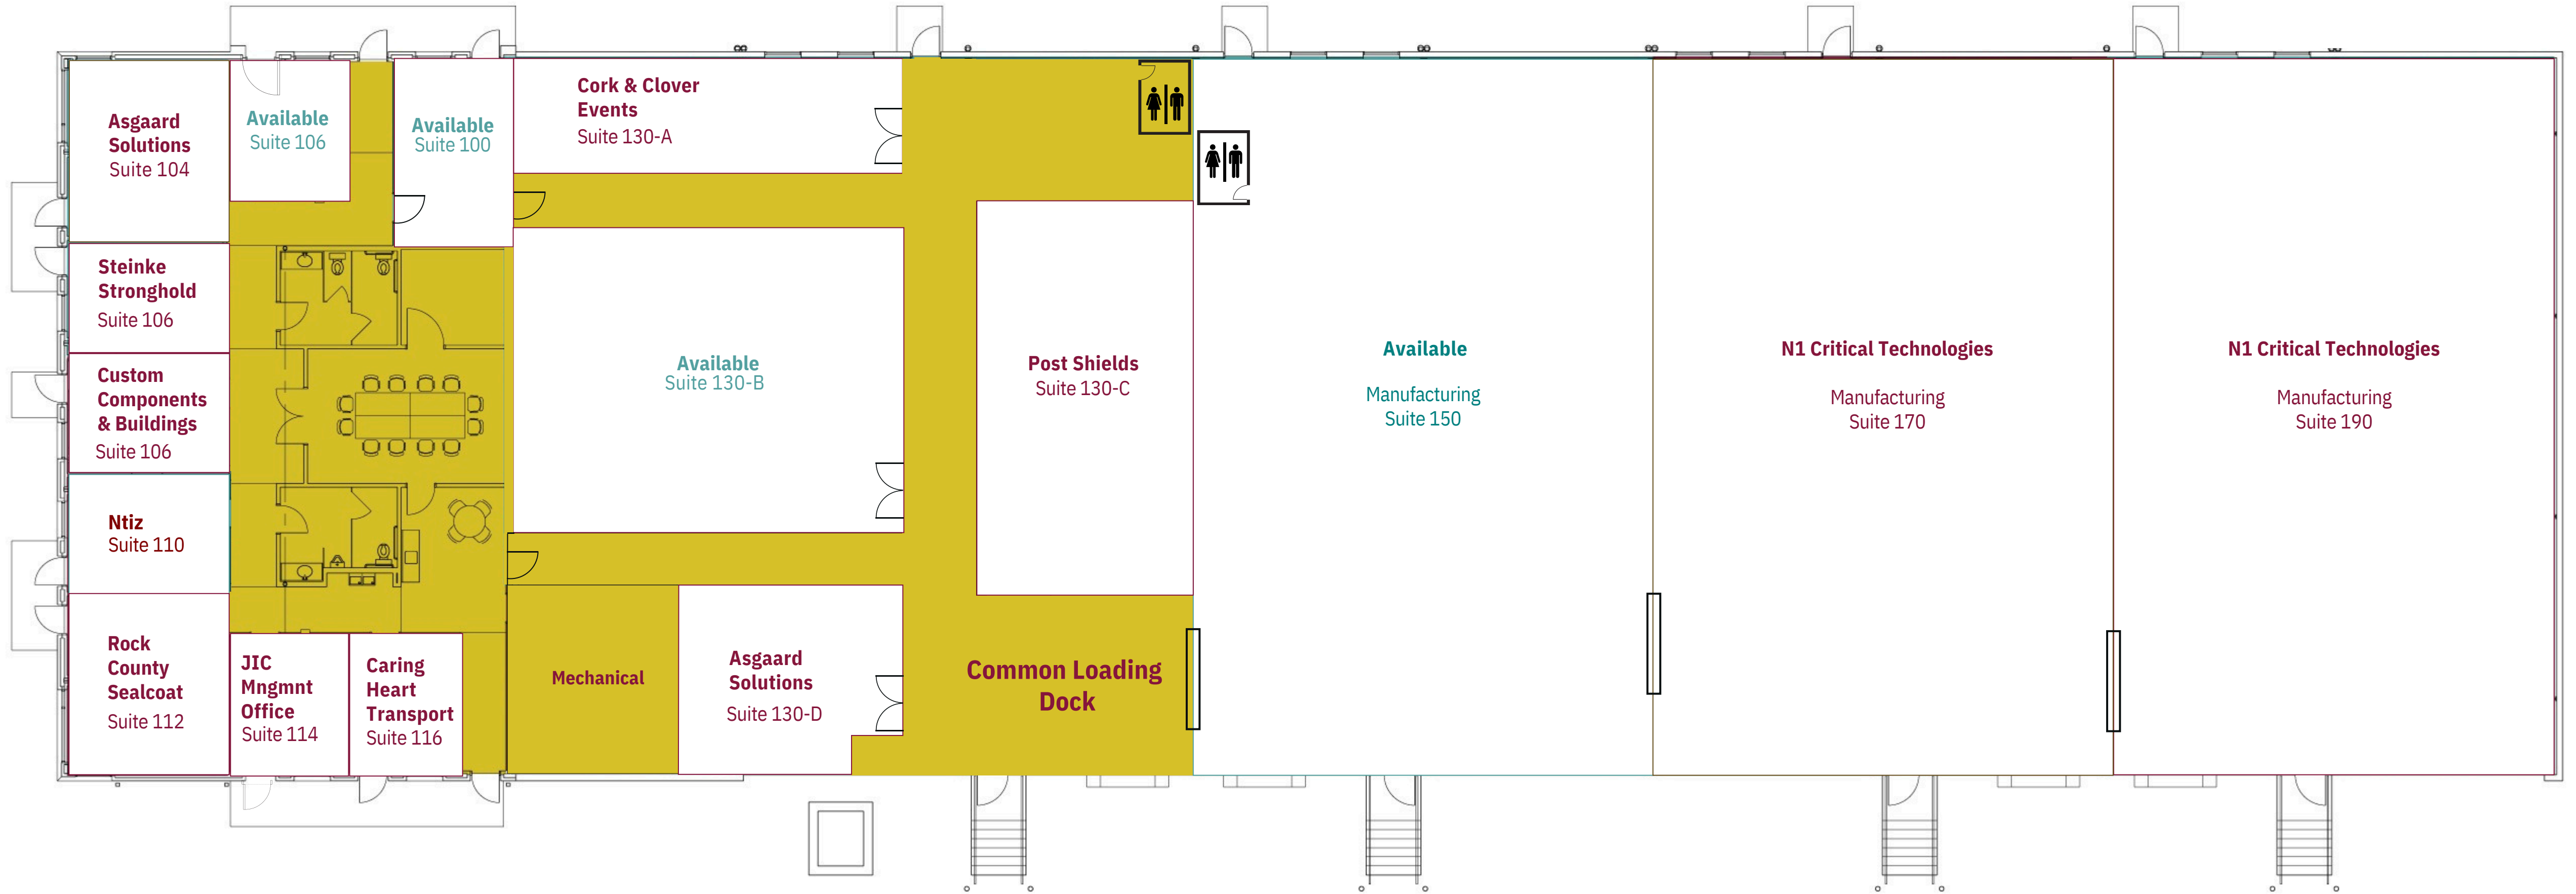 Asgaard
Solutions
Suite 104
Available
Suite 106
Available
Suite 100
Cork & Clover
Events
Suite 130-A
Steinke
Stronghold
Suite 106
Custom
Components
& Buildings
Suite 106
Ntiz
Suite 110
Rock
County
Sealcoat
Suite 112
JIC
Mngmnt
Office
Suite 114
Caring
Heart
Transport
Suite 116
Available
Suite 130-B
Mechanical
Asgaard
Solutions
Suite 130-D
Post Shields
Suite 130-C
Common Loading
Dock
Available
Manufacturing
Suite 150
N1 Critical Technologies
Manufacturing
Suite 170
N1 Critical Technologies
Manufacturing
Suite 190